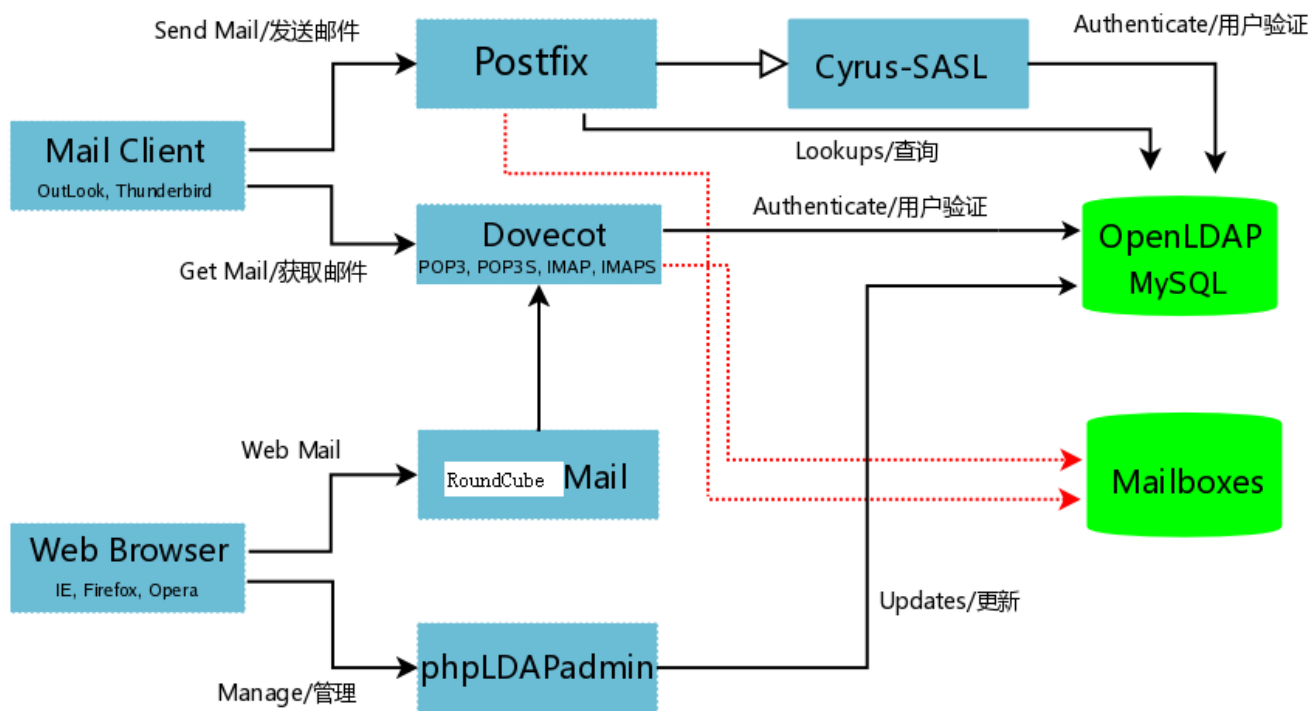 Send Mail/发送邮件
Authenticate/用户验证
Postfix
Cyrus-SASL
Mail Client
OutLook, Thunderbird
Lookups/查询
Authenticate/用户验证
Dovecot
POP3, POP3S, IMAP, IMAPS
Get Mail/获取邮件
OpenLDAP
MySQL
Web Mail
RoundCube Mail
Mailboxes
Web Browser
IE, Firefox, Opera
Updates/更新
phpLDAPadmin
Manage/管理